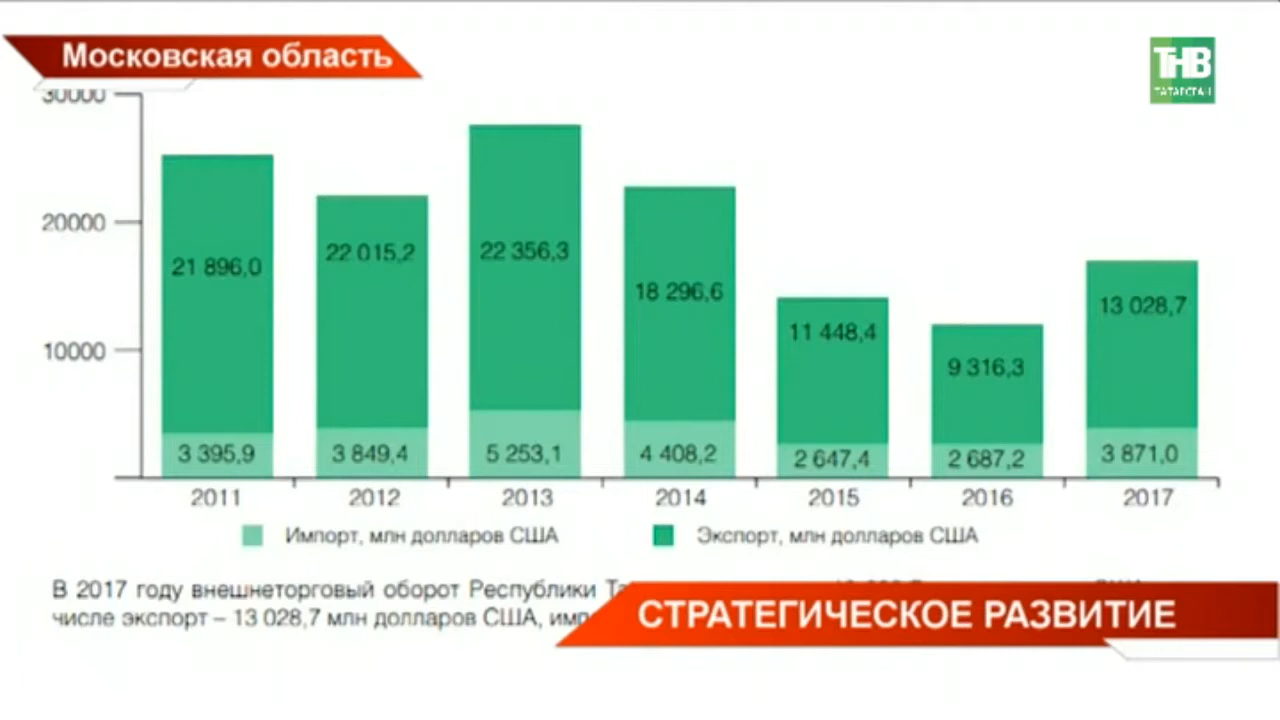 Московская область
ТНВ
ТАТАРСТАН
30000
20000
10000
21 896,0
22 015,2
22 356,3
18 296,6
11 448,4
9 316,3
13 028,7
3 395,9
3 849,4
5 253,1
4 408,2
2 647,4
2 687,2
3 871,0
2011 2012 2013 2014 2015 2016 2017
Импорт, млн долларов США Экспорт, млн долларов США
В 2017 году внешнеторговый оборот Республики
числе экспорт – 13 028,7 млн долларов США,
СТРАТЕГИЧЕСКОЕ РАЗВИТИЕ